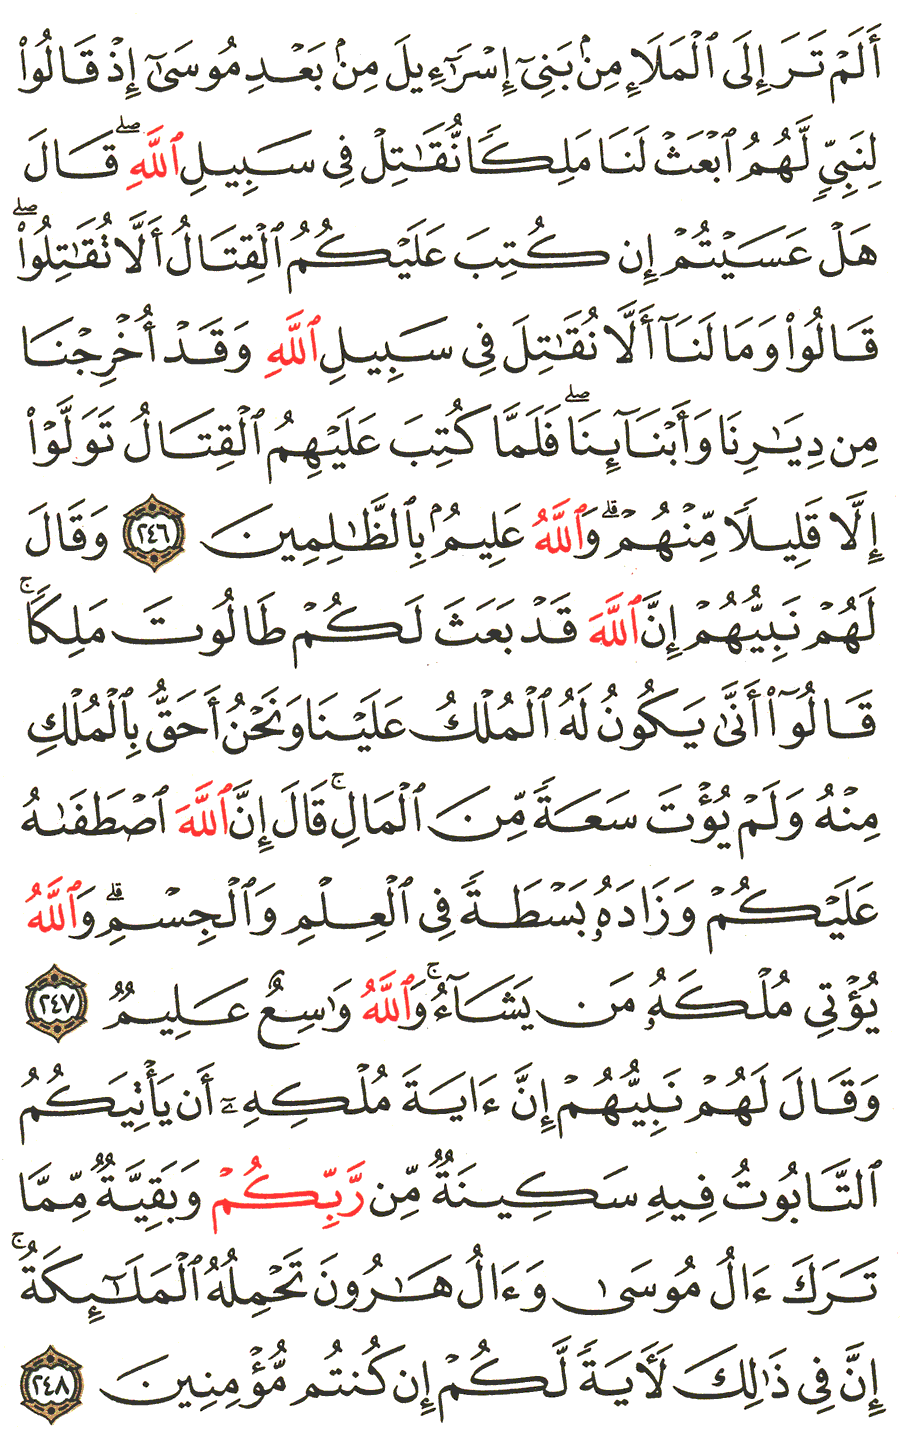 أَلَمْ تَرَ إِلَى ٱلْمَلَإِ مِنۢ بَنِىٓ إِسْرَٰٓءِيلَ مِنۢ بَعْدِ مُوسَىٰٓ إِذْ قَالُوا۟
لِنَبِىٍّ لَّهُمُ ٱبْعَثْ لَنَا مَلِكًا نُّقَٰتِلْ فِى سَبِيلِ ٱللَّهِ ۖ قَالَ
هَلْ عَسَيْتُمْ إِن كُتِبَ عَلَيْكُمُ ٱلْقِتَالُ أَلَّا تُقَٰتِلُوا۟ ۖ
قَالُوا۟ وَمَا لَنَآ أَلَّا نُقَٰتِلَ فِى سَبِيلِ ٱللَّهِ وَقَدْ أُخْرِجْنَا
مِن دِيَٰرِنَا وَأَبْنَآئِنَا ۖ فَلَمَّا كُتِبَ عَلَيْهِمُ ٱلْقِتَالُ تَوَلَّوْا۟
إِلَّا قَلِيلًا مِّنْهُمْ ۗ وَٱللَّهُ عَلِيمٌۢ بِٱلظَّٰلِمِينَ ٢٤٦ وَقَالَ
لَهُمْ نَبِيُّهُمْ إِنَّ ٱللَّهَ قَدْ بَعَثَ لَكُمْ طَالُوتَ مَلِكًا ۚ
قَالُوٓا۟ أَنَّىٰ يَكُونُ لَهُ ٱلْمُلْكُ عَلَيْنَا وَنَحْنُ أَحَقُّ بِٱلْمُلْكِ
مِنْهُ وَلَمْ يُؤْتَ سَعَةً مِّنَ ٱلْمَالِ ۚ قَالَ إِنَّ ٱللَّهَ ٱصْطَفَىٰهُ
عَلَيْكُمْ وَزَادَهُۥ بَسْطَةً فِى ٱلْعِلْمِ وَٱلْجِسْمِ ۗ وَٱللَّهُ
يُؤْتِى مُلْكَهُۥ مَن يَشَآءُ ۚ وَٱللَّهُ وَٰسِعٌ عَلِيمٌ ٢٤٧
وَقَالَ لَهُمْ نَبِيُّهُمْ إِنَّ ءَايَةَ مُلْكِهِۦٓ أَن يَأْتِيَكُمُ
ٱلتَّابُوتُ فِيهِ سَكِينَةٌ مِّن رَّبِّكُمْ وَبَقِيَّةٌ مِّمَّا
تَرَكَ ءَالُ مُوسَىٰ وَءَالُ هَٰرُونَ تَحْمِلُهُ ٱلْمَلَٰٓئِكَةُ ۚ
إِنَّ فِى ذَٰلِكَ لَءَايَةً لَّكُمْ إِن كُنتُم مُّؤْمِنِينَ ٢٤٨